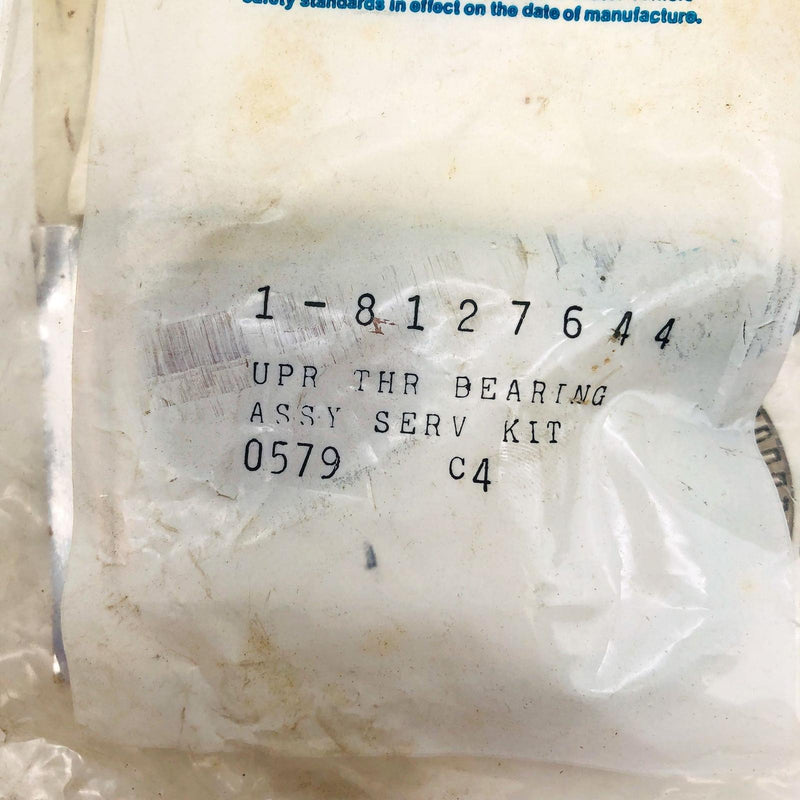 safety standards in effect on the date of manufacture.
1-8127644
UPR THR BEARING
ASSY SERV KIT
0579 C4